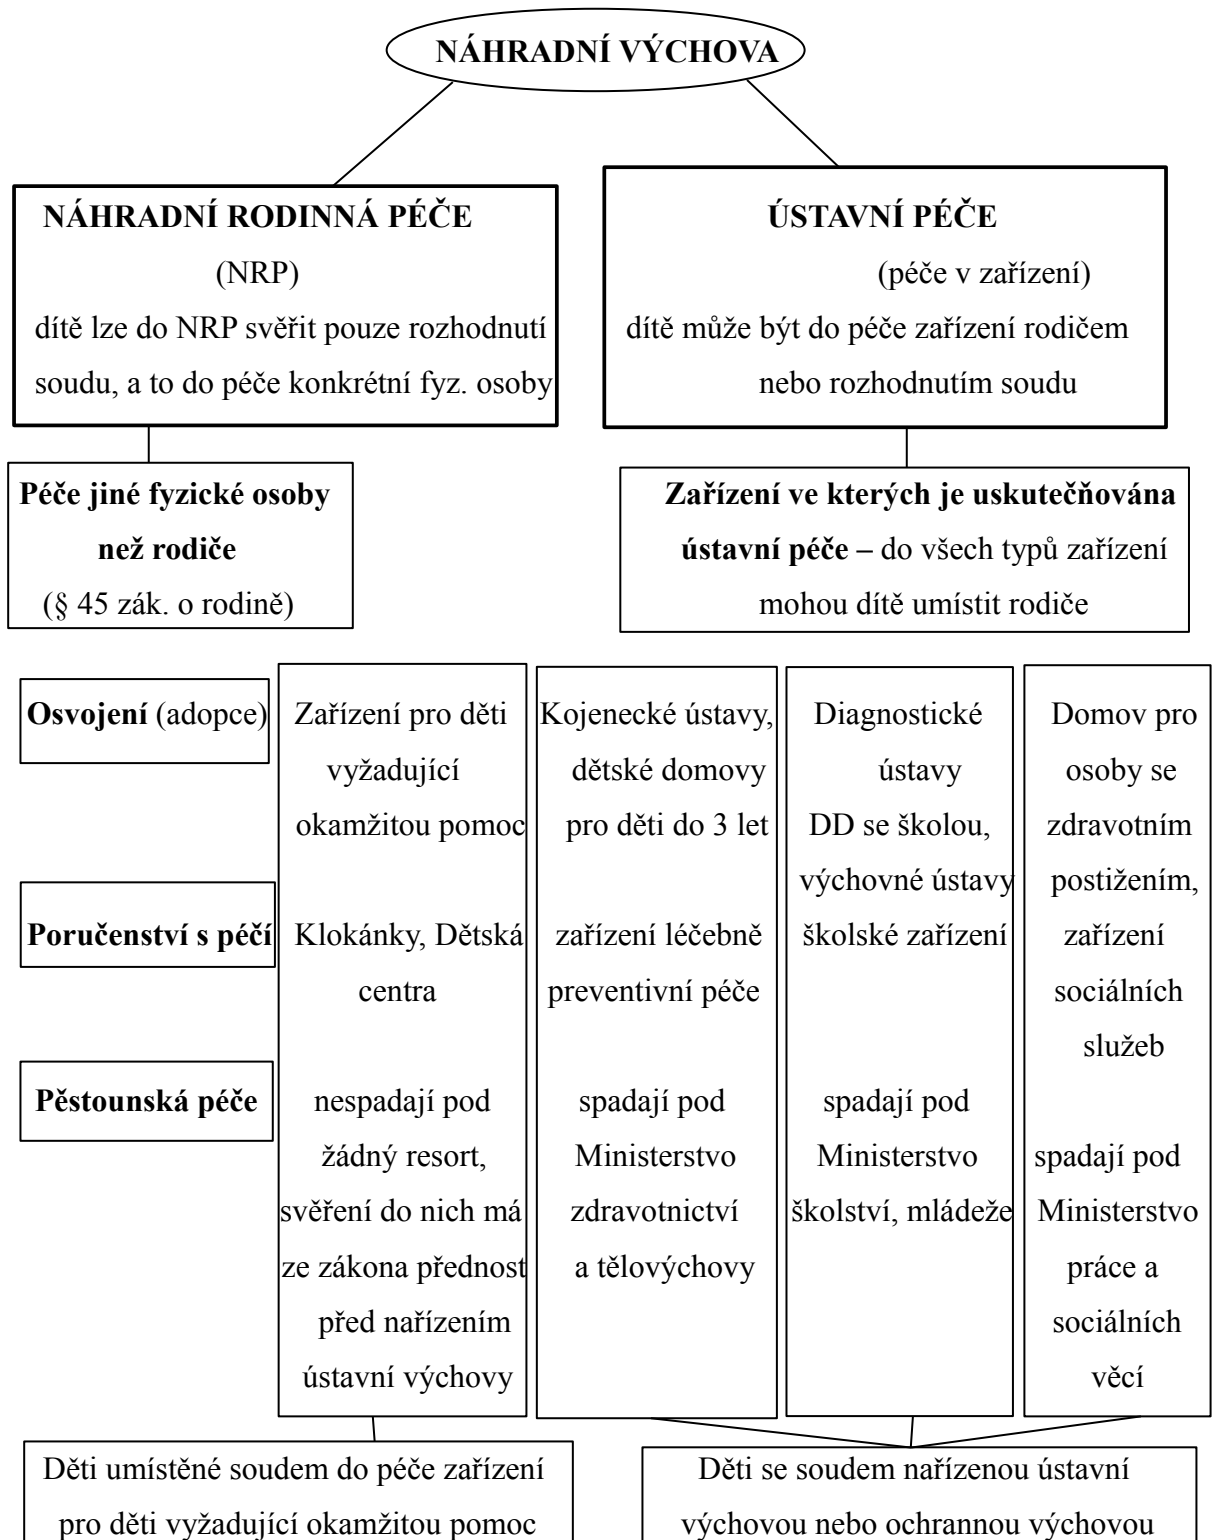 NÁHRADNÍ VÝCHOVA
NÁHRADNÍ RODINNÁ PÉČE
(NRP)
dítě lze do NRP svěřit pouze rozhodnutí
soudu, a to do péče konkrétní fyz. osoby
ÚSTAVNÍ PÉČE
(péče v zařízení)
dítě může být do péče zařízení rodičem
nebo rozhodnutím soudu
Péče jiné fyzické osoby
než rodiče
(§ 45 zák. o rodině)
Zařízení ve kterých je uskutečňována
ústavní péče – do všech typů zařízení
mohou dítě umístit rodiče
Osvojení (adopce)
Poručenství s péčí
Pěstounská péče
Zařízení pro děti
vyžadující
okamžitou pomoc
Klokánky, Dětská
centra
nespadají pod
žádný resort,
svěření do nich má
ze zákona přednost
před nařízením
ústavní výchovy
Kojenecké ústavy,
dětské domovy
pro děti do 3 let
zařízení léčebně
preventivní péče
spadají pod
Ministerstvo
zdravotnictví
a tělovýchovy
Diagnostické
ústavy
DD se školou,
výchovné ústavy
školské zařízení
spadají pod
Ministerstvo
školství, mládeže
Domov pro
osoby se
zdravotním
postižením,
zařízení
sociálních
služeb
spadají pod
Ministerstvo
práce a
sociálních
věcí
Děti umístěné soudem do péče zařízení
pro děti vyžadující okamžitou pomoc
Děti se soudem nařízenou ústavní
výchovou nebo ochrannou výchovou